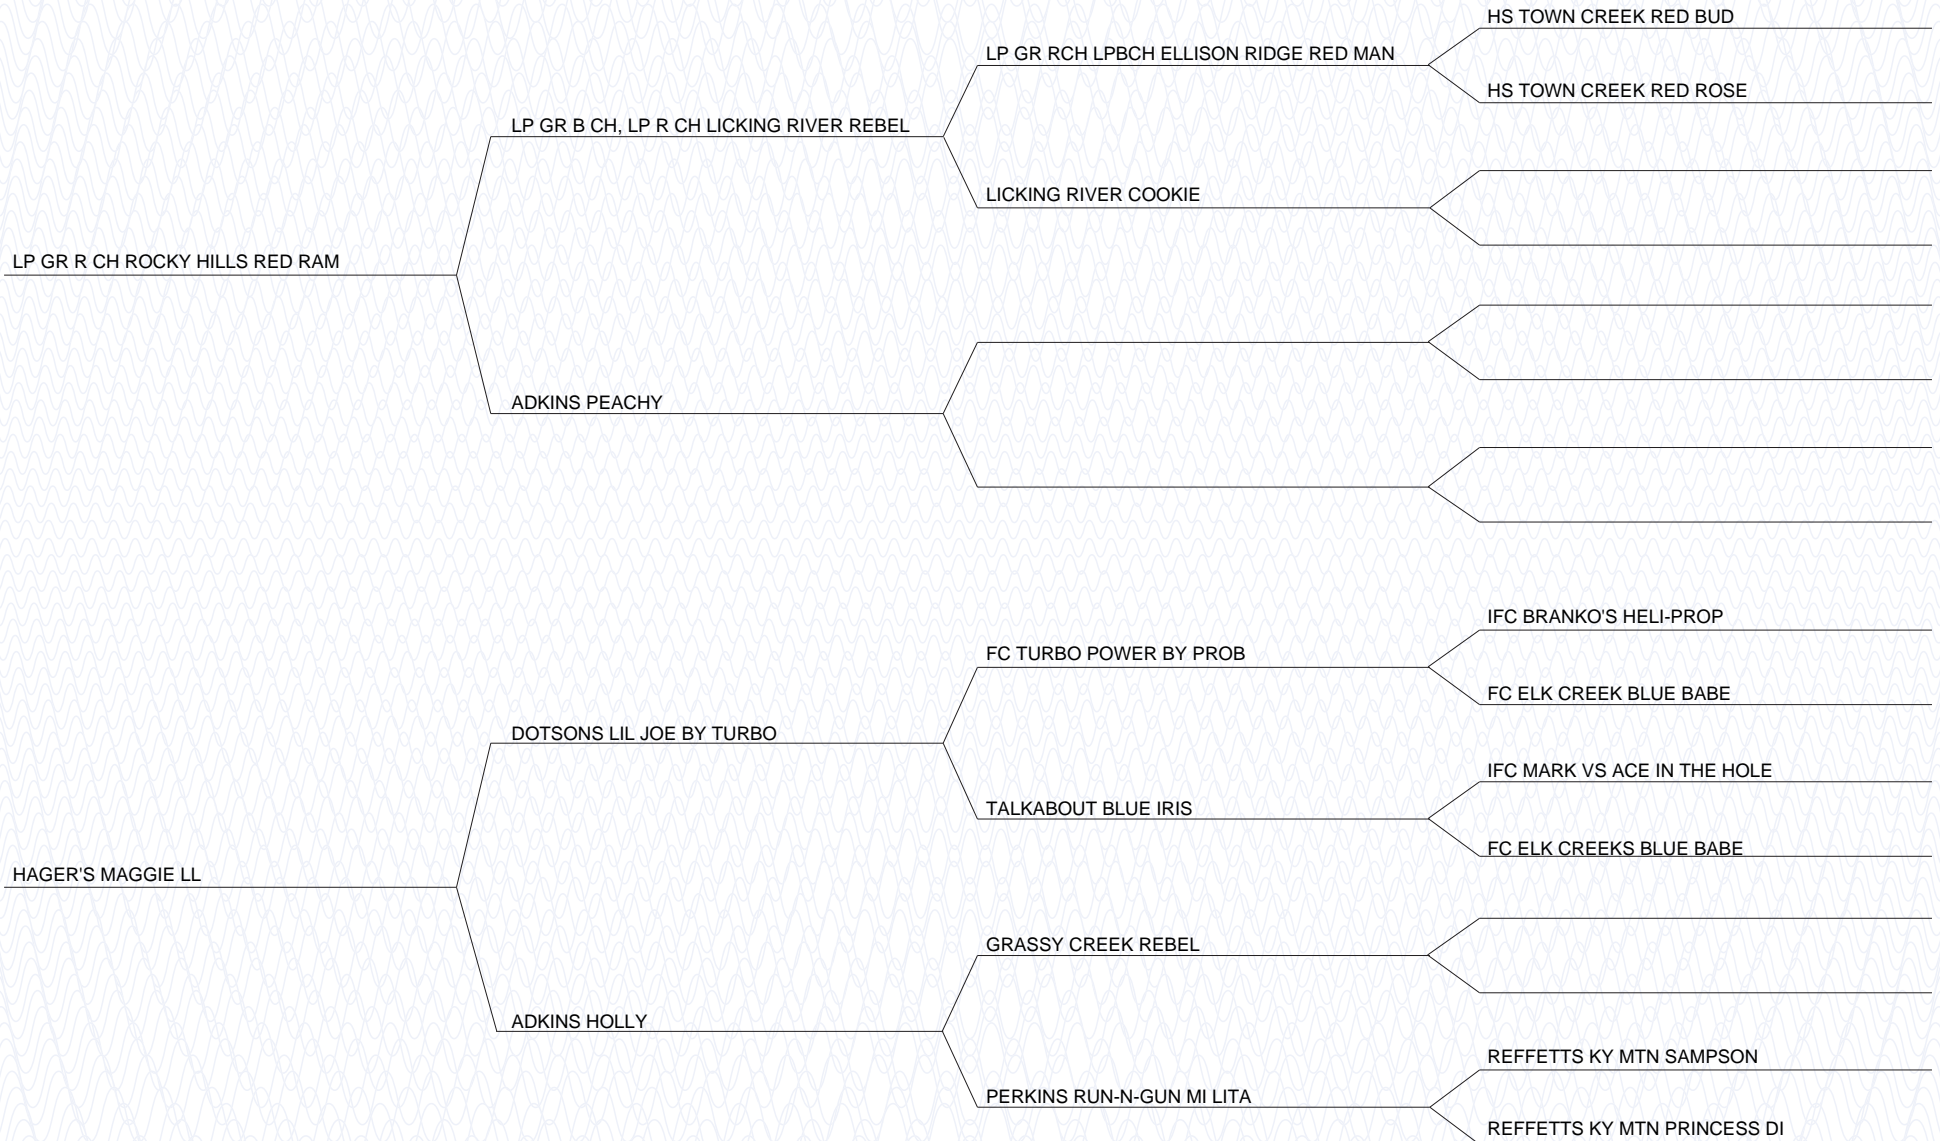 HS TOWN CREEK RED BUD
LP GR RCH LPBCH ELLISON RIDGE RED MAN
HS TOWN CREEK RED ROSE
LP GR B CH, LP R CH LICKING RIVER REBEL
LICKING RIVER COOKIE
LP GR R CH ROCKY HILLS RED RAM
ADKINS PEACHY
IFC BRANKO'S HELI-PROP
FC TURBO POWER BY PROB
FC ELK CREEK BLUE BABE
DOTSONS LIL JOE BY TURBO
IFC MARK VS ACE IN THE HOLE
TALKABOUT BLUE IRIS
FC ELK CREEKS BLUE BABE
HAGER'S MAGGIE LL
GRASSY CREEK REBEL
ADKINS HOLLY
REFFETTS KY MTN SAMPSON
PERKINS RUN-N-GUN MI LITA
REFFETTS KY MTN PRINCESS DI